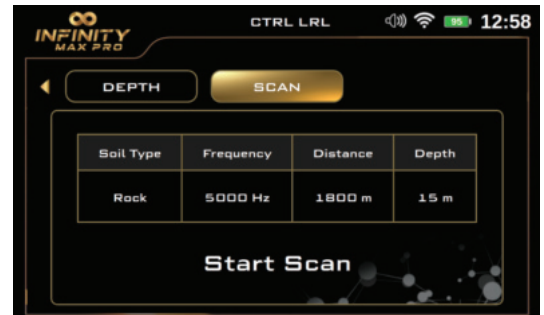 INFINITY
MAX PRO
CTRL LRL
95
12:58
DEPTH
SCAN
Soil Type Frequency Distance Depth
Rock 5000 Hz 1800 m 15 m
Start Scan